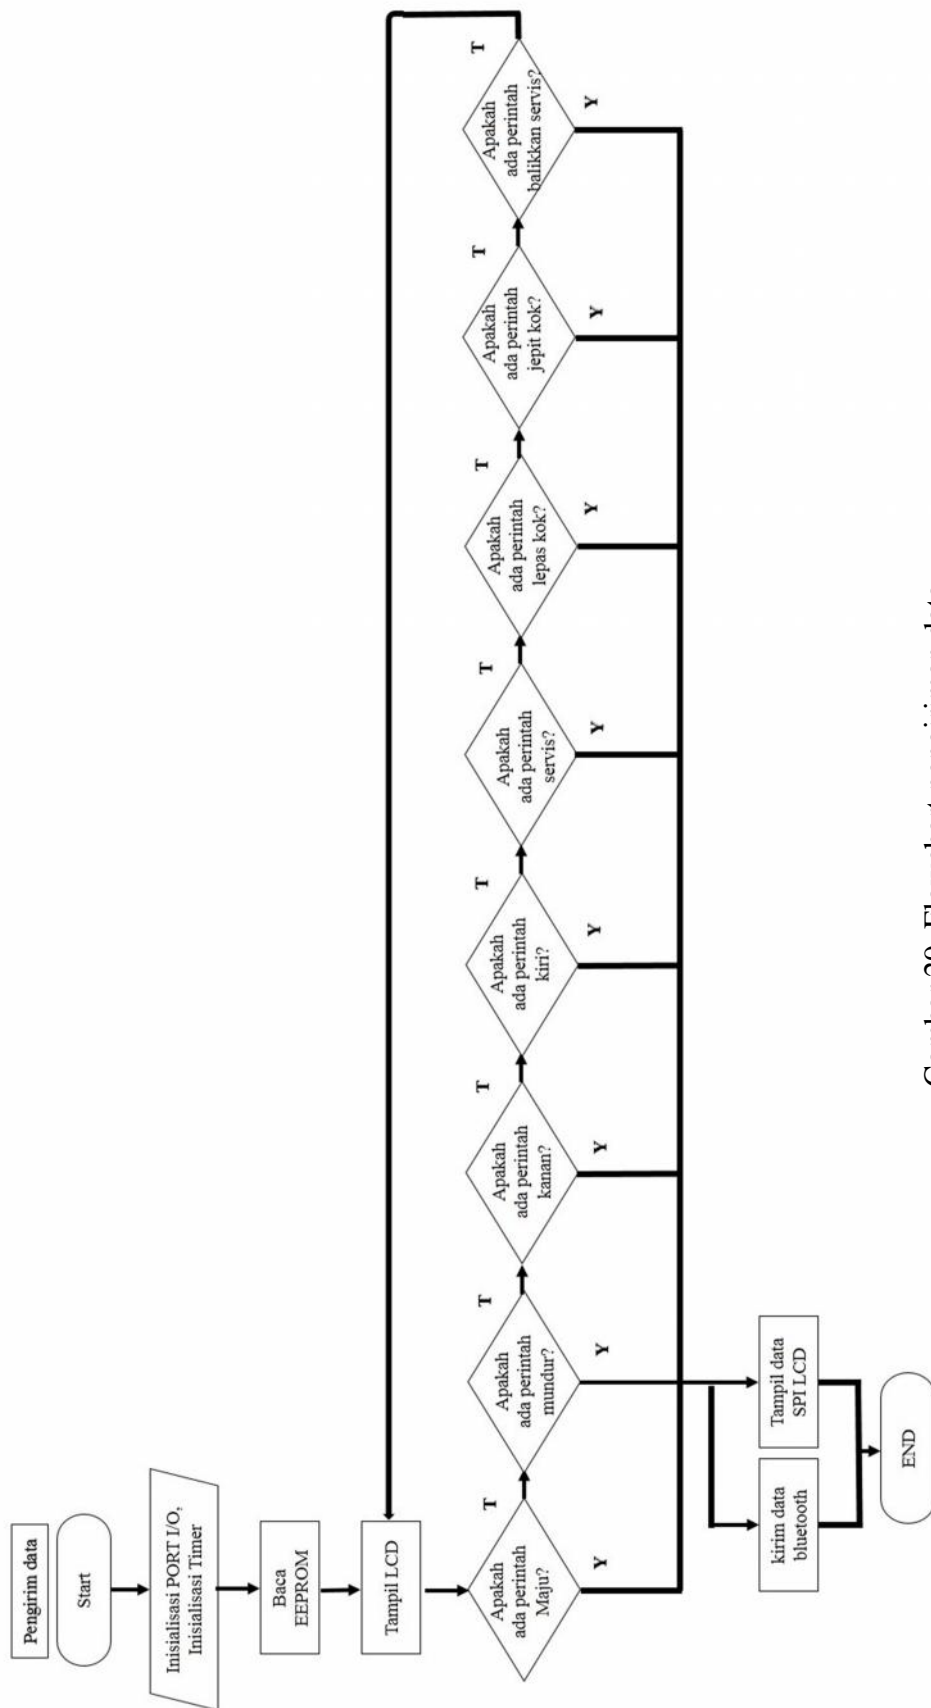 Pengirim data
Start
Inisialisasi PORT I/O,
Inisialisasi Timer
Baca
EEPROM
Tampil LCD
Apakah
ada perintah
Maju?
T
Y
Apakah
ada perintah
mundur?
T
Y
Apakah
ada perintah
kanan?
T
Y
Apakah
ada perintah
kiri?
T
Y
Apakah
ada perintah
servis?
T
Y
Apakah
ada perintah
lepas kok?
T
Y
Apakah
ada perintah
jepit kok?
T
Y
Apakah
ada perintah
balikkan servis?
T
Y
kirim data
bluetooth
Tampil data
SPI LCD
END